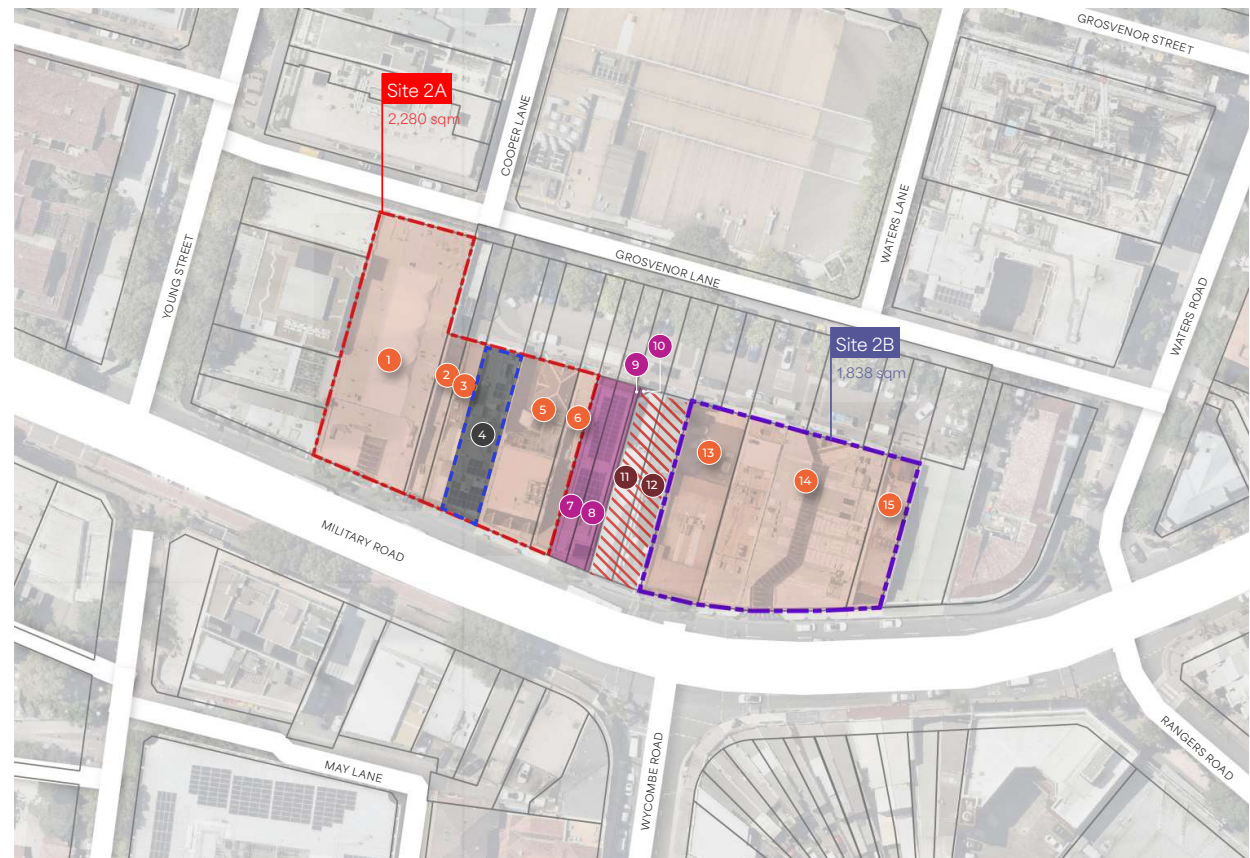 GROSVENOR STREET
Site 2A
2,280 sqm
COOPER LANE
WATERS LANE
YOUNG STREET
GROSVENOR LANE
WATERS ROAD
Site 2B
1,838 sqm
10
9
1
2
3
5
6
4
13
14
15
11
12
7
8
MILITARY ROAD
WYCOMBE ROAD
MAY LANE
RANGERS ROAD